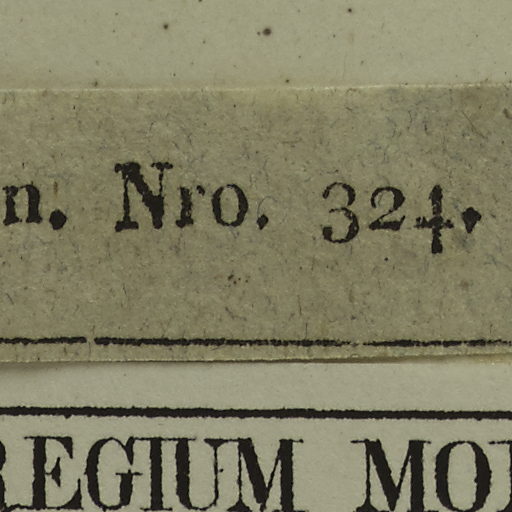 n. Nro. 324.
REGIUM MO